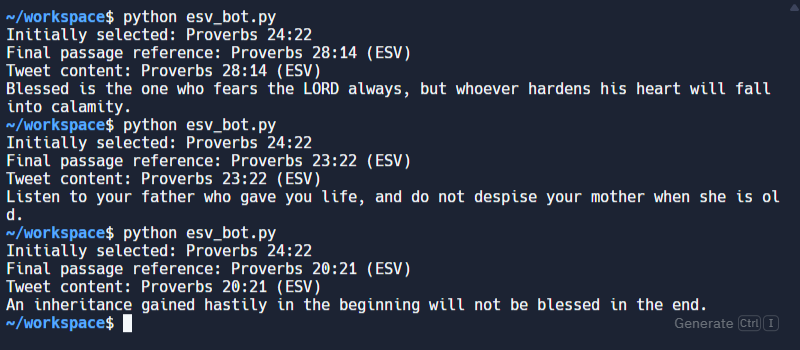 ~/workspace$ python esv_bot.py
Initially selected: Proverbs 24:22
Final passage reference: Proverbs 28:14 (ESV)
Tweet content: Proverbs 28:14 (ESV)
Blessed is the one who fears the LORD always, but whoever hardens his heart will fall
into calamity.
~/workspace$ python esv_bot.py
Initially selected: Proverbs 24:22
Final passage reference: Proverbs 23:22 (ESV)
Tweet content: Proverbs 23:22 (ESV)
Listen to your father who gave you life, and do not despise your mother when she is ol
d.
~/workspace$ python esv_bot.py
Initially selected: Proverbs 24:22
Final passage reference: Proverbs 20:21 (ESV)
Tweet content: Proverbs 20:21 (ESV)
An inheritance gained hastily in the beginning will not be blessed in the end.
~/workspace$ Generate Ctrl I